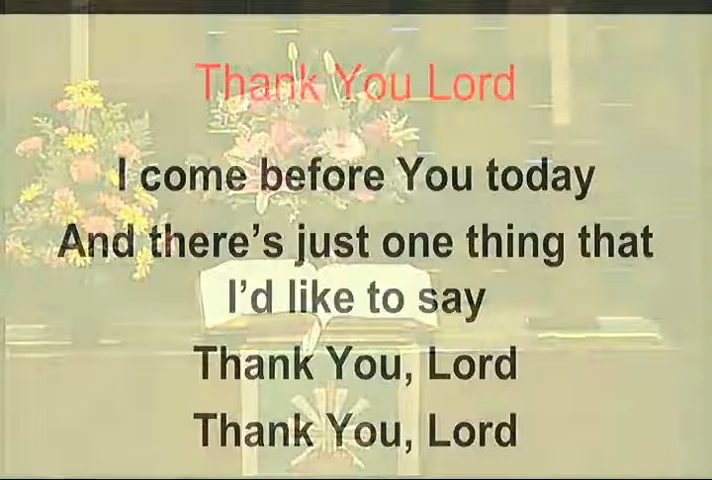 Thank You Lord
I come before You today
And there's just one thing that
I'd like to say
Thank You, Lord
Thank You, Lord